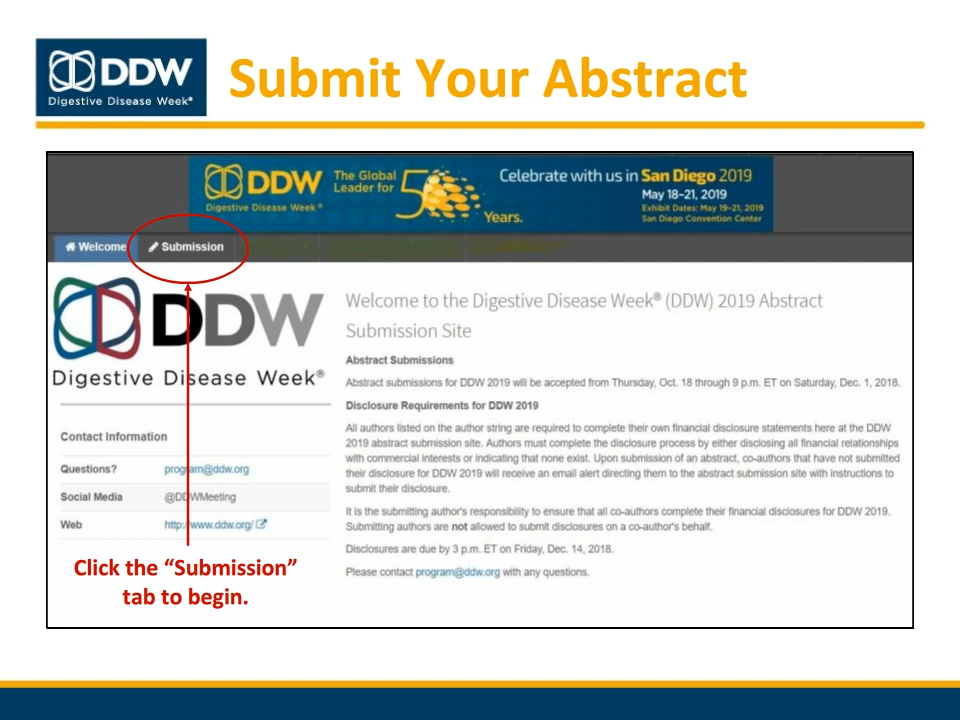 DDW
Digestive Disease Week®
Submit Your Abstract
DDW
Digestive Disease Week®
The Global
Leader for
50
Years.
Celebrate with us in San Diego 2019
May 18-21, 2019
Exhibit Dates: May 19-21, 2019
San Diego Convention Center
Welcome
Submission
DDW
Digestive Disease Week®
Contact Information
Questions? program@ddw.org
Social Media @DDWMeeting
Web http://www.ddw.org/
Click the “Submission”
tab to begin.
Welcome to the Digestive Disease Week® (DDW) 2019 Abstract
Submission Site
Abstract Submissions
Abstract submissions for DDW 2019 will be accepted from Thursday, Oct. 18 through 9 p.m. ET on Saturday, Dec. 1, 2018.
Disclosure Requirements for DDW 2019
All authors listed on the author string are required to complete their own financial disclosure statements here at the DDW
2019 abstract submission site. Authors must complete the disclosure process by either disclosing all financial relationships
with commercial interests or indicating that none exist. Upon submission of an abstract, co-authors that have not submitted
their disclosure for DDW 2019 will receive an email alert directing them to the abstract submission site with instructions to
submit their disclosure.
It is the submitting author's responsibility to ensure that all co-authors complete their financial disclosures for DDW 2019.
Submitting authors are not allowed to submit disclosures on a co-author's behalf.
Disclosures are due by 3 p.m. ET on Friday, Dec. 14, 2018.
Please contact program@ddw.org with any questions.